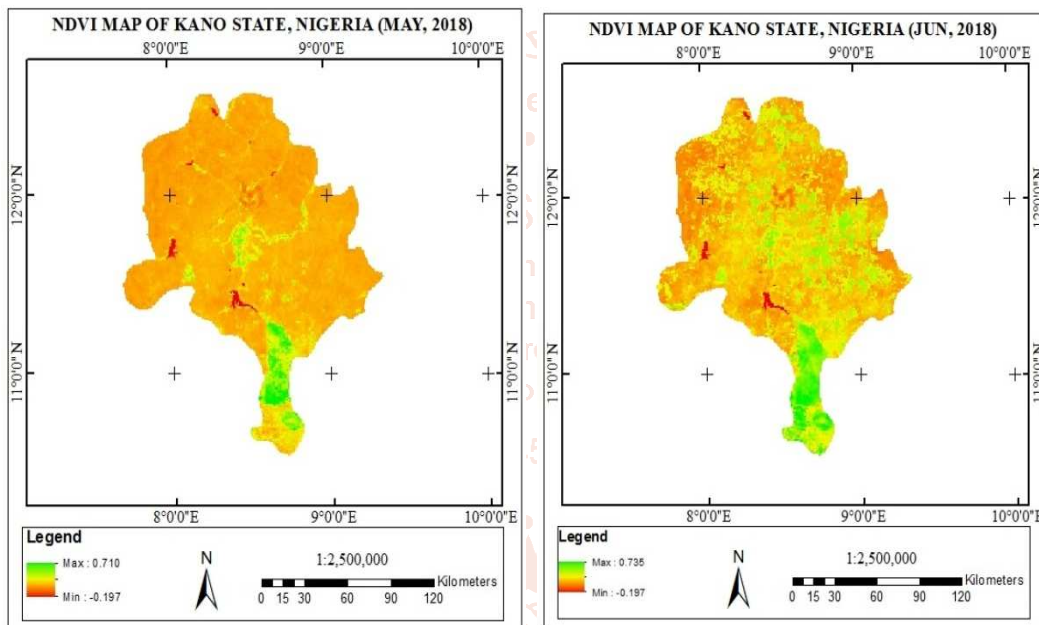 NDVI MAP OF KANO STATE, NIGERIA (MAY, 2018)
8°0'0"E 9°0'0"E 10°0'0"E
12°0'0"N 12°0'0"N
11°0'0"N 11°0'0"N
8°0'0"E 9°0'0"E 10°0'0"E
Legend
Max : 0.710
Min : -0.197
N
1:2,500,000
Kilometers
0 15 30 60 90 120
NDVI MAP OF KANO STATE, NIGERIA (JUN, 2018)
8°0'0"E 9°0'0"E 10°0'0"E
12°0'0"N 12°0'0"N
11°0'0"N 11°0'0"N
8°0'0"E 9°0'0"E 10°0'0"E
Legend
Max : 0.735
Min : -0.197
N
1:2,500,000
Kilometers
0 15 30 60 90 120